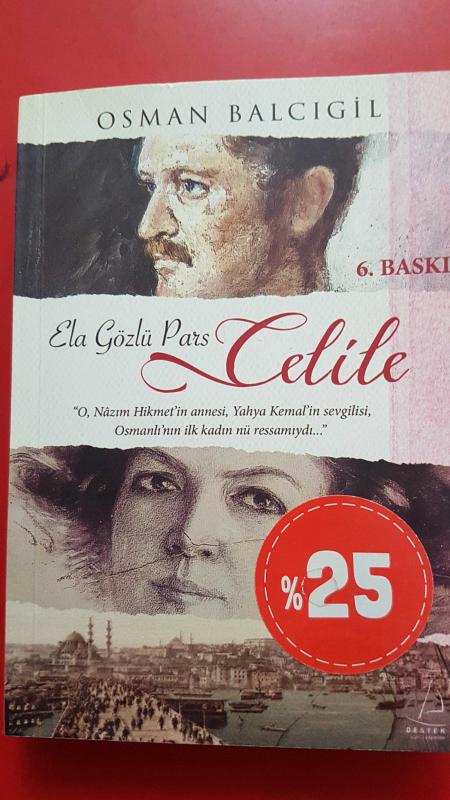 OSMAN BALCIGİL
6. BASKI
Ela Gözlü Pars
Celile
"O, Nâzım Hikmet'in annesi, Yahya Kemal'in sevgilisi,
Osmanlı'nın ilk kadın nü ressamıydı..."
%25
DESTEK